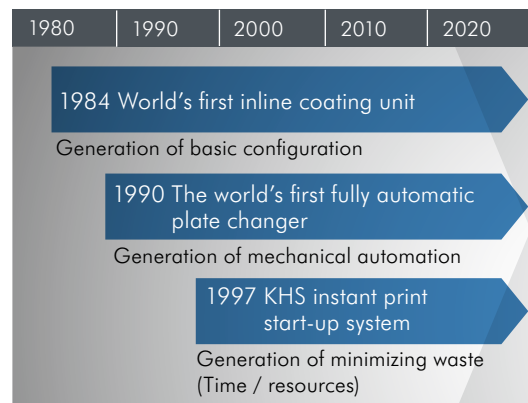 1980 1990 2000 2010 2020
1984 World’s first inline coating unit
Generation of basic configuration
1990 The world’s first fully automatic
plate changer
Generation of mechanical automation
1997 KHS instant print
start-up system
Generation of minimizing waste
(Time / resources)